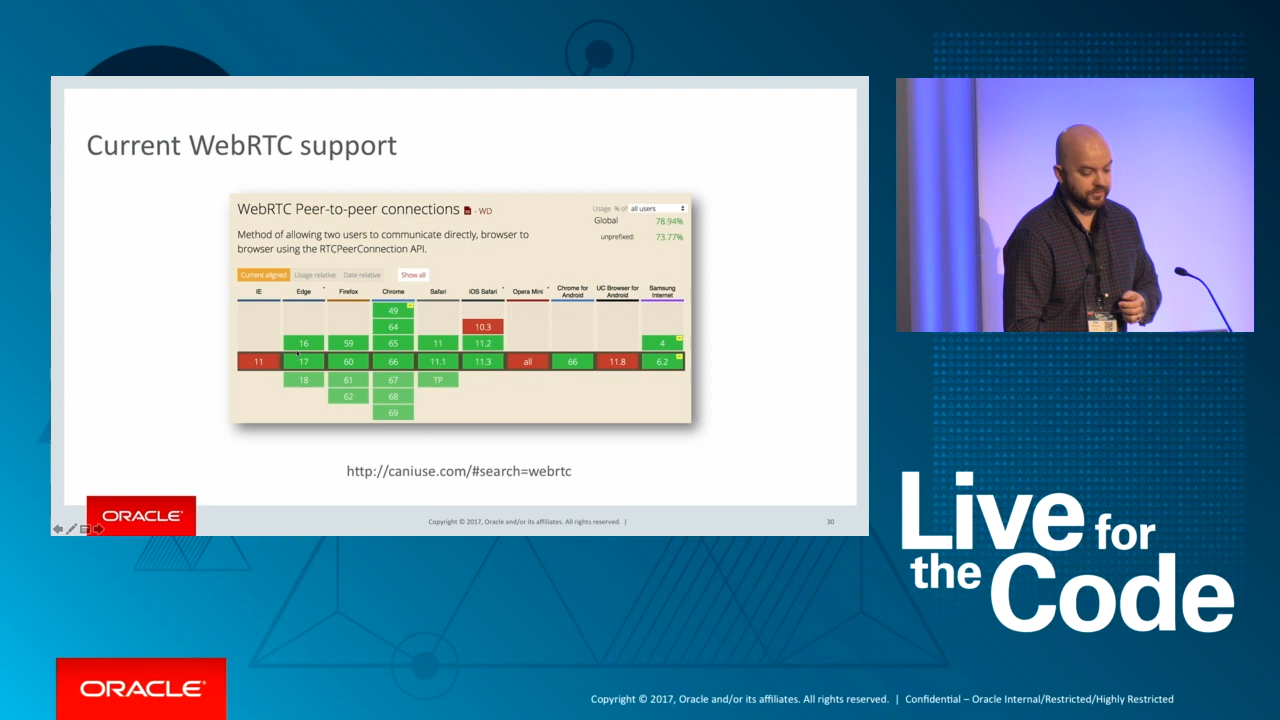 Current WebRTC support
WebRTC Peer-to-peer connections - WD
Usage % of all users
Global 78.94%
unprefixed: 73.77%
Method of allowing two users to communicate directly, browser to
browser using the RTCPeerConnection API.
Current aligned Usage relative Date relative Show all
IE Edge * Firefox Chrome Safari iOS Safari * Opera Mini * Chrome for Android UC Browser for Android Samsung Internet
49
64 10.3
16 59 65 11 11.2 4
11 17 60 66 11.1 11.3 all 66 11.8 6.2
18 61 67 TP
62 68
69
http://caniuse.com/#search=webrtc
ORACLE®
Copyright © 2017, Oracle and/or its affiliates. All rights reserved. |
30
Live for
the Code
ORACLE®
Copyright © 2017, Oracle and/or its affiliates. All rights reserved. | Confidential – Oracle Internal/Restricted/Highly Restricted